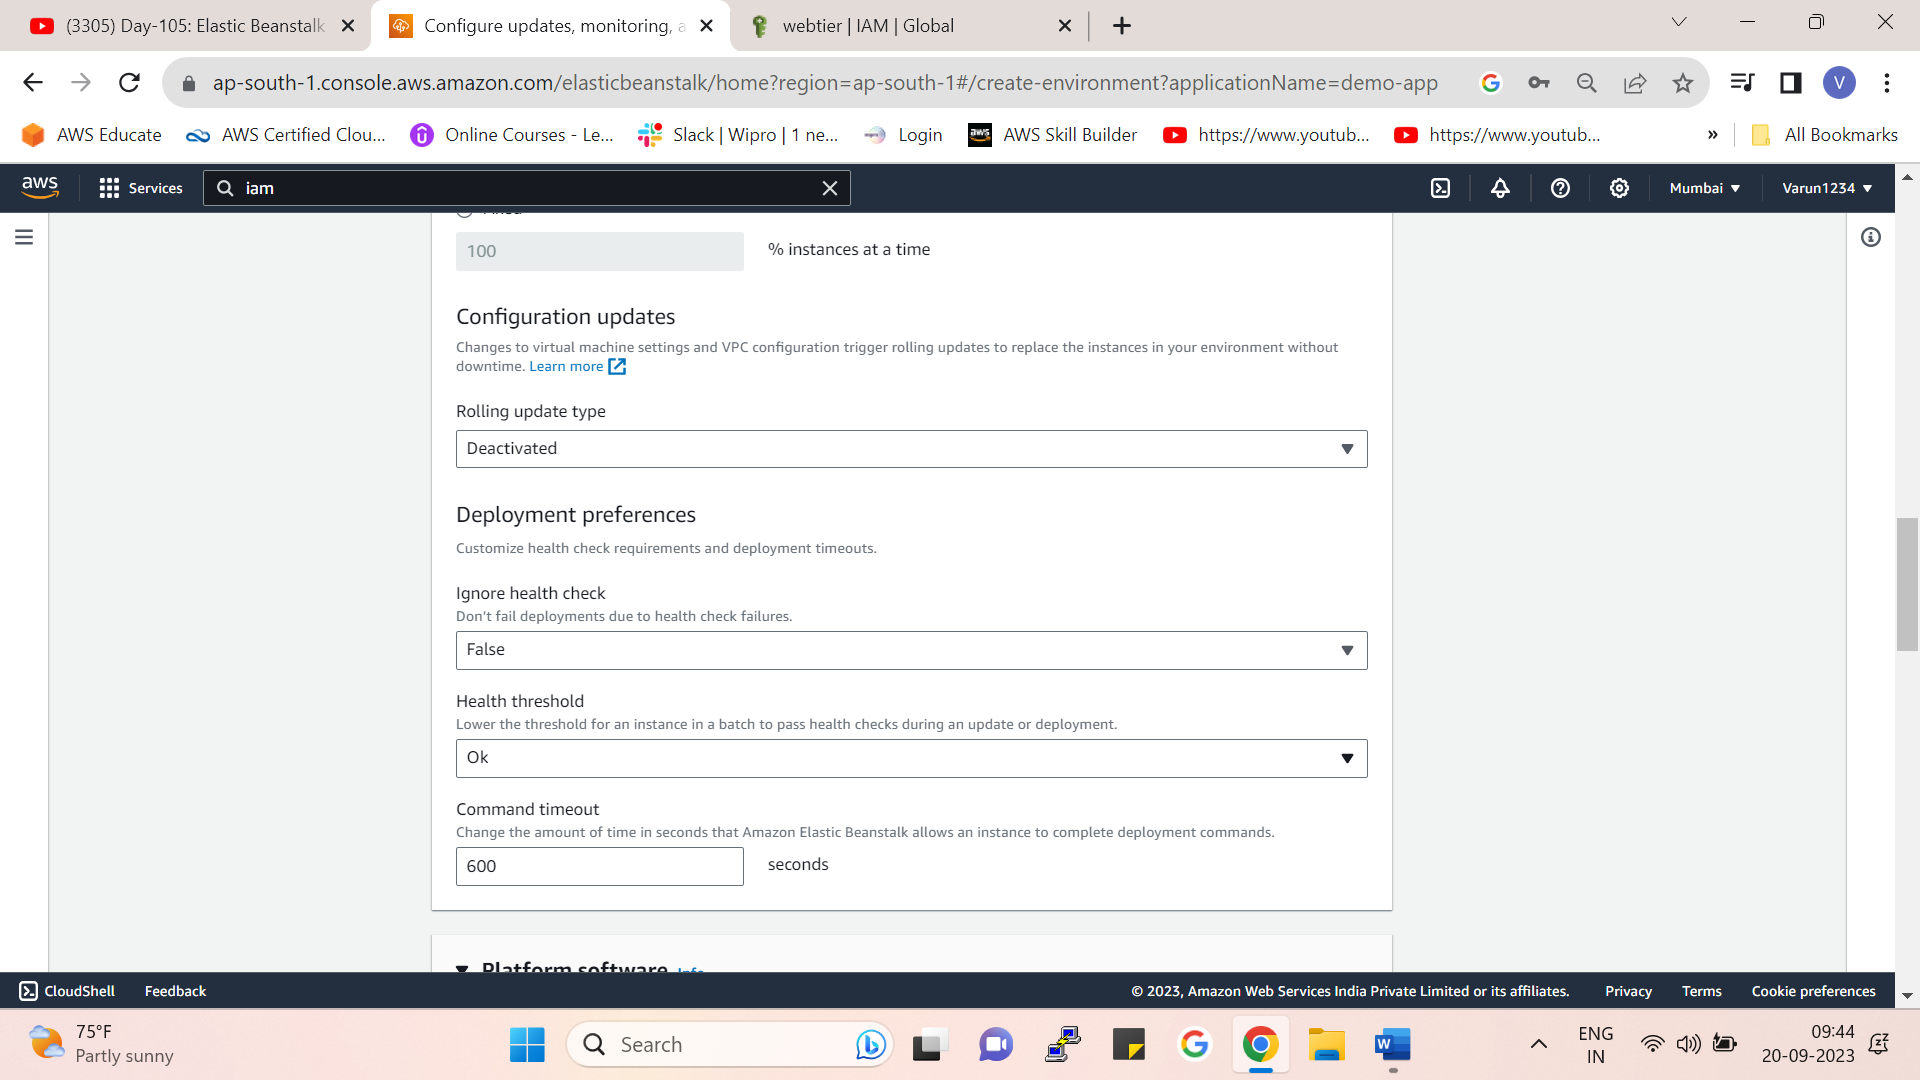 (3305) Day-105: Elastic Beanstalk
Configure updates, monitoring, a
webtier | IAM | Global
ap-south-1.console.aws.amazon.com/elasticbeanstalk/home?region=ap-south-1#/create-environment?applicationName=demo-app
V
AWS Educate
AWS Certified Clou...
Online Courses - Le...
Slack | Wipro | 1 ne...
Login
AWS Skill Builder
https://www.youtub...
https://www.youtub...
»
All Bookmarks
aws
Services
iam
Mumbai
Varun1234
100
% instances at a time
Configuration updates
Changes to virtual machine settings and VPC configuration trigger rolling updates to replace the instances in your environment without
downtime. Learn more
Rolling update type
Deactivated
Deployment preferences
Customize health check requirements and deployment timeouts.
Ignore health check
Don't fail deployments due to health check failures.
False
Health threshold
Lower the threshold for an instance in a batch to pass health checks during an update or deployment.
Ok
Command timeout
Change the amount of time in seconds that Amazon Elastic Beanstalk allows an instance to complete deployment commands.
600
seconds
Platform software Info
CloudShell
Feedback
© 2023, Amazon Web Services India Private Limited or its affiliates.
Privacy
Terms
Cookie preferences
75°F
Partly sunny
Search
ENG
IN
09:44
20-09-2023